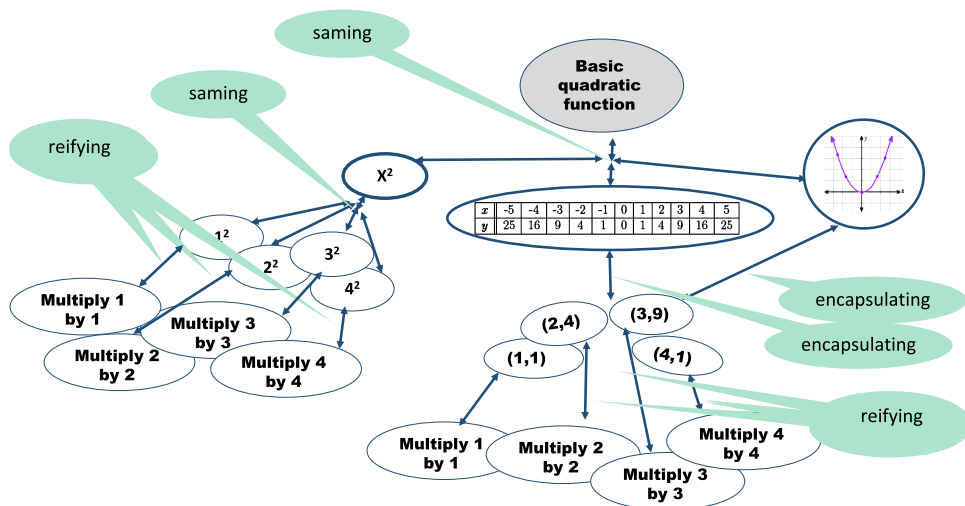 saming
Basic
quadratic
function
saming
reifying
X²
x -5 -4 -3 -2 -1 0 1 2 3 4 5
y 25 16 9 4 1 0 1 4 9 16 25
1²
2²
3²
4²
Multiply 1
by 1
Multiply 2
by 2
Multiply 3
by 3
Multiply 4
by 4
encapsulating
encapsulating
(2,4)
(3,9)
(1,1)
(4,1)
reifying
Multiply 1
by 1
Multiply 2
by 2
Multiply 3
by 3
Multiply 4
by 4